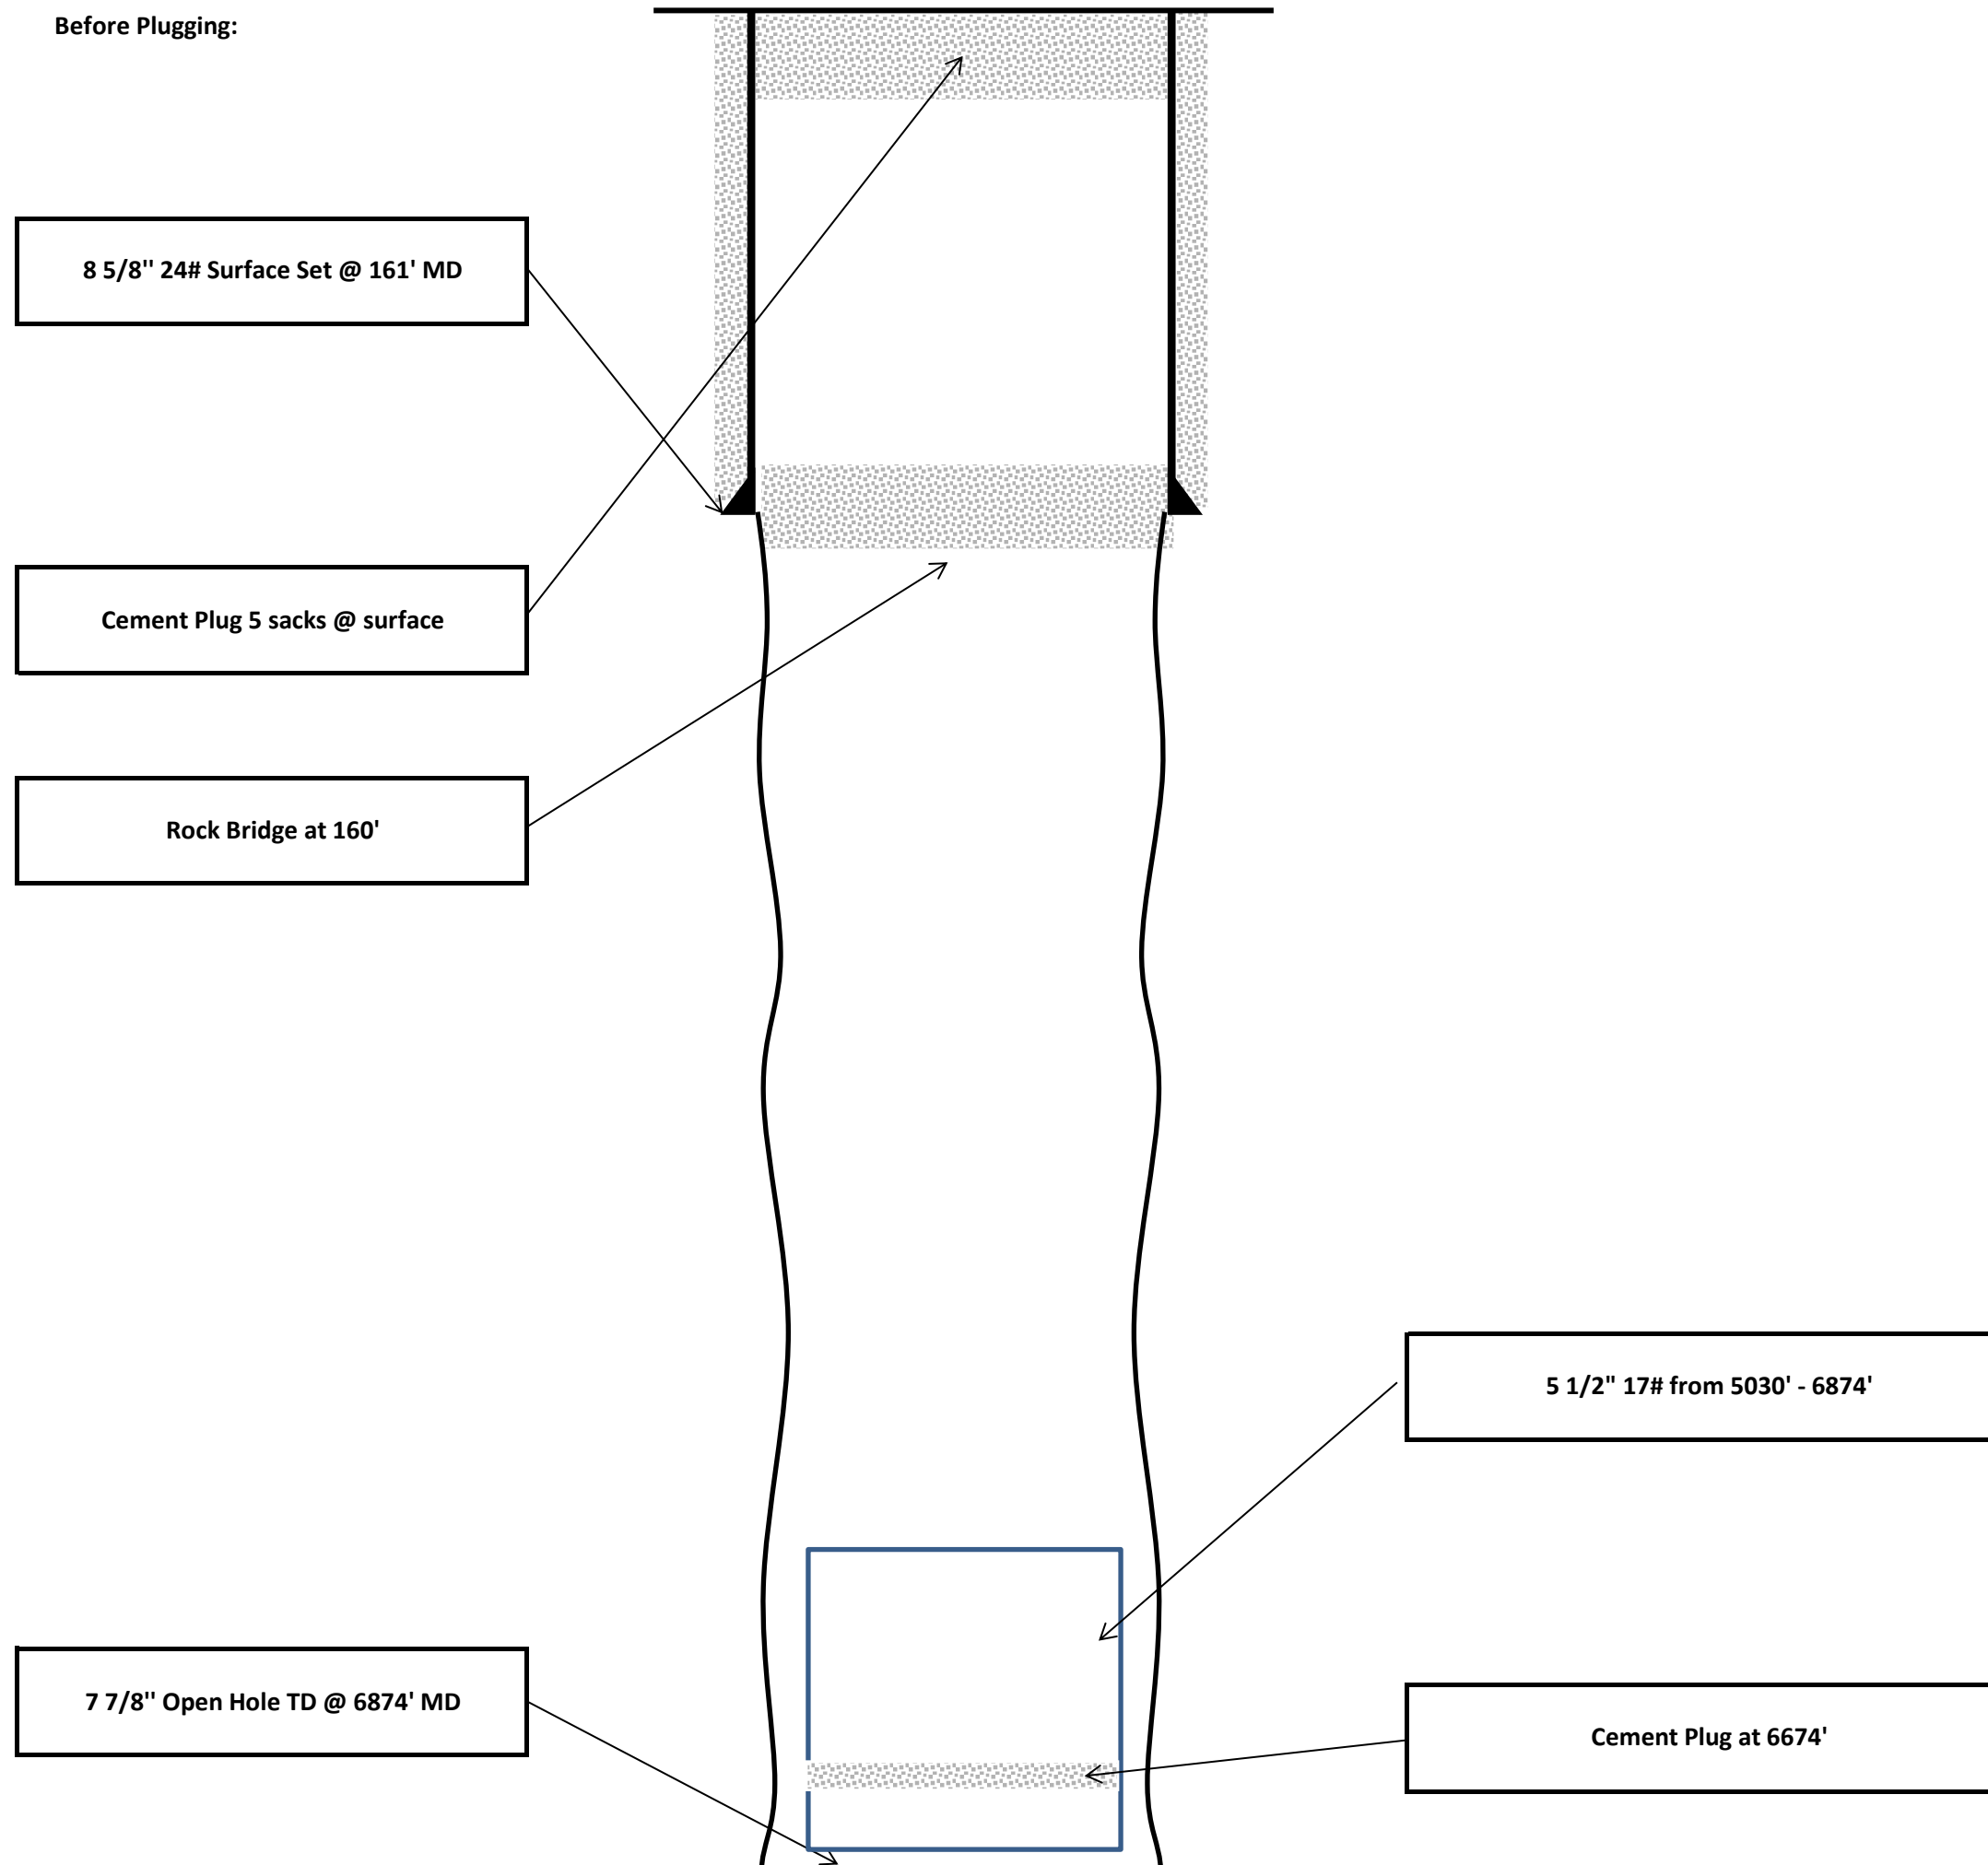 Before Plugging:
8 5/8'' 24# Surface Set @ 161' MD
Cement Plug 5 sacks @ surface
Rock Bridge at 160'
5 1/2" 17# from 5030' - 6874'
7 7/8'' Open Hole TD @ 6874' MD
Cement Plug at 6674'